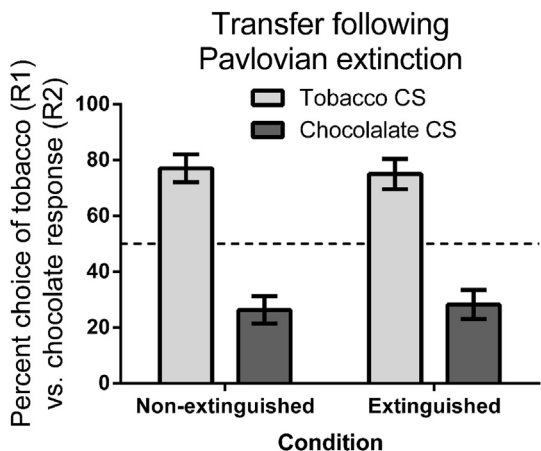 Transfer following
Pavlovian extinction
Tobacco CS
Chocolalate CS
Percent choice of tobacco (R1)
vs. chocolate response (R2)
100
80
60
40
20
0
Non-extinguished
Extinguished
Condition